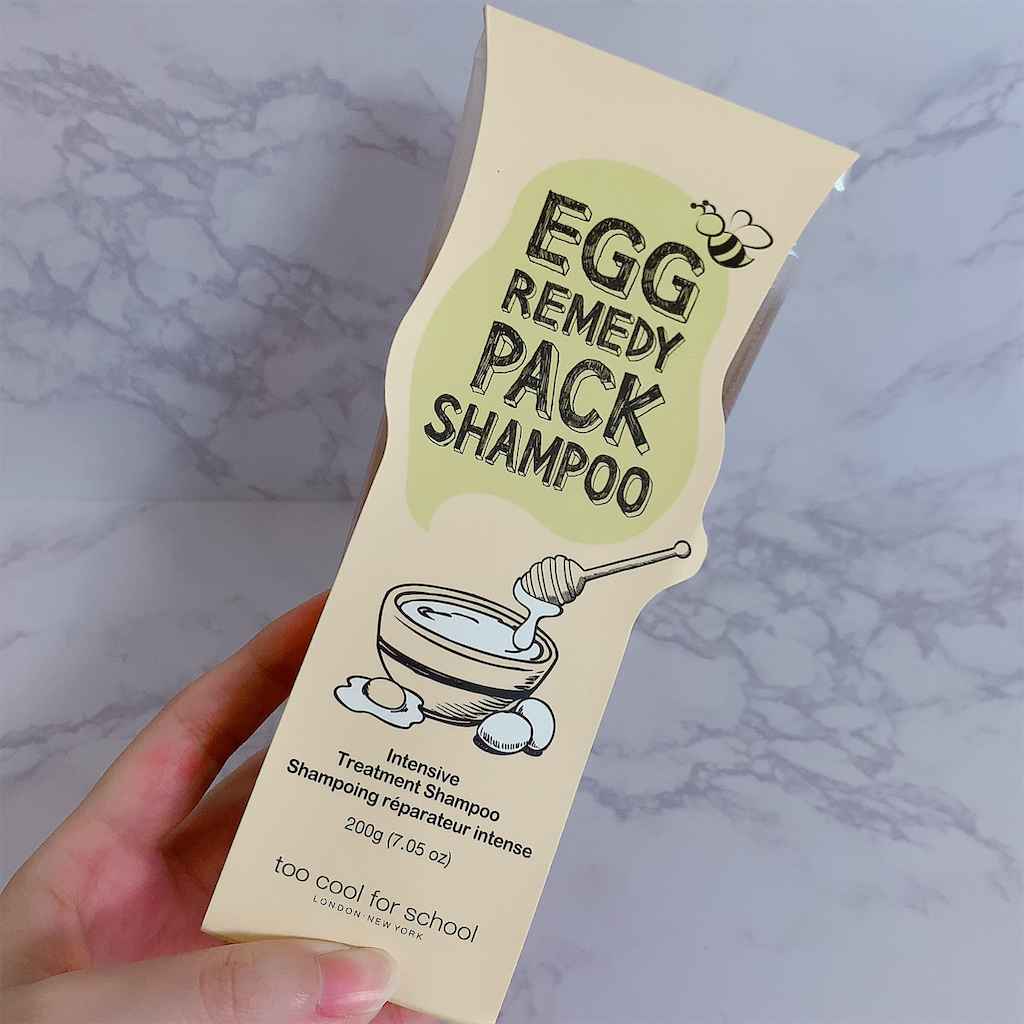 EGG
REMEDY
PACK
SHAMPOO
Intensive
Treatment Shampoo
Shampoing réparateur intense
200g (7.05 oz)
too cool for school
LONDON·NEW YORK